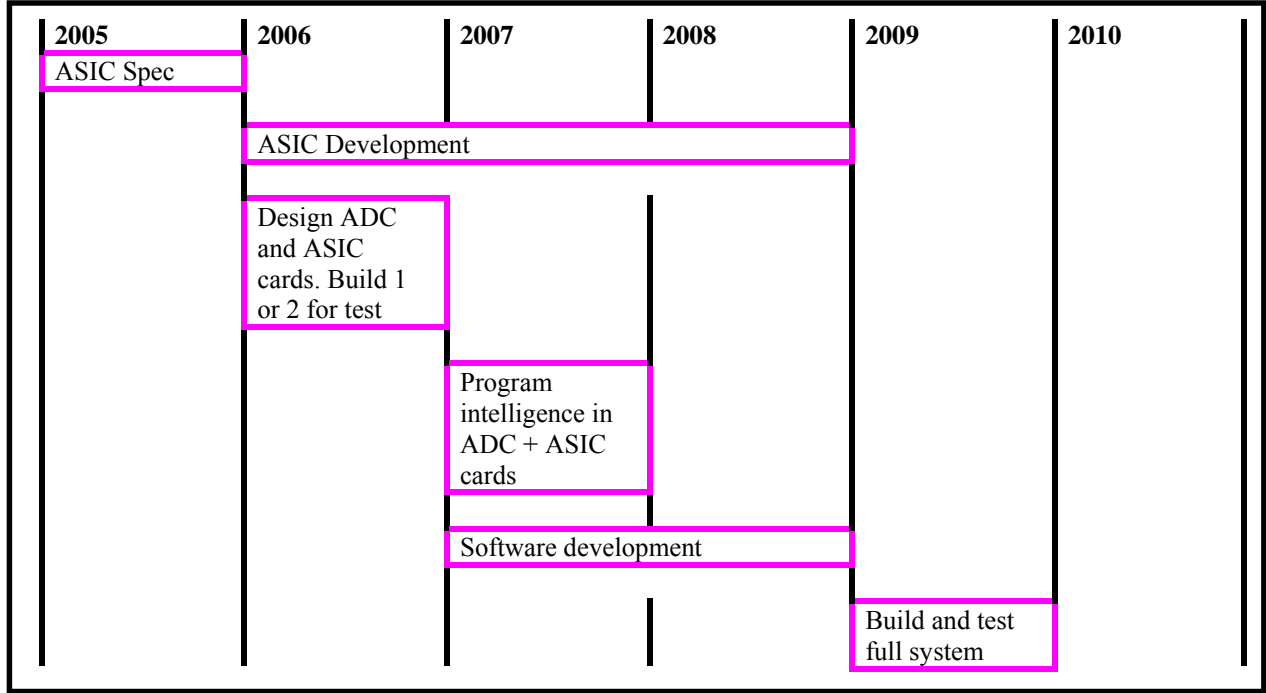 2005 2006 2007 2008 2009 2010
ASIC Spec
ASIC Development
Design ADC
and ASIC
cards. Build 1
or 2 for test
Program
intelligence in
ADC + ASIC
cards
Software development
Build and test
full system